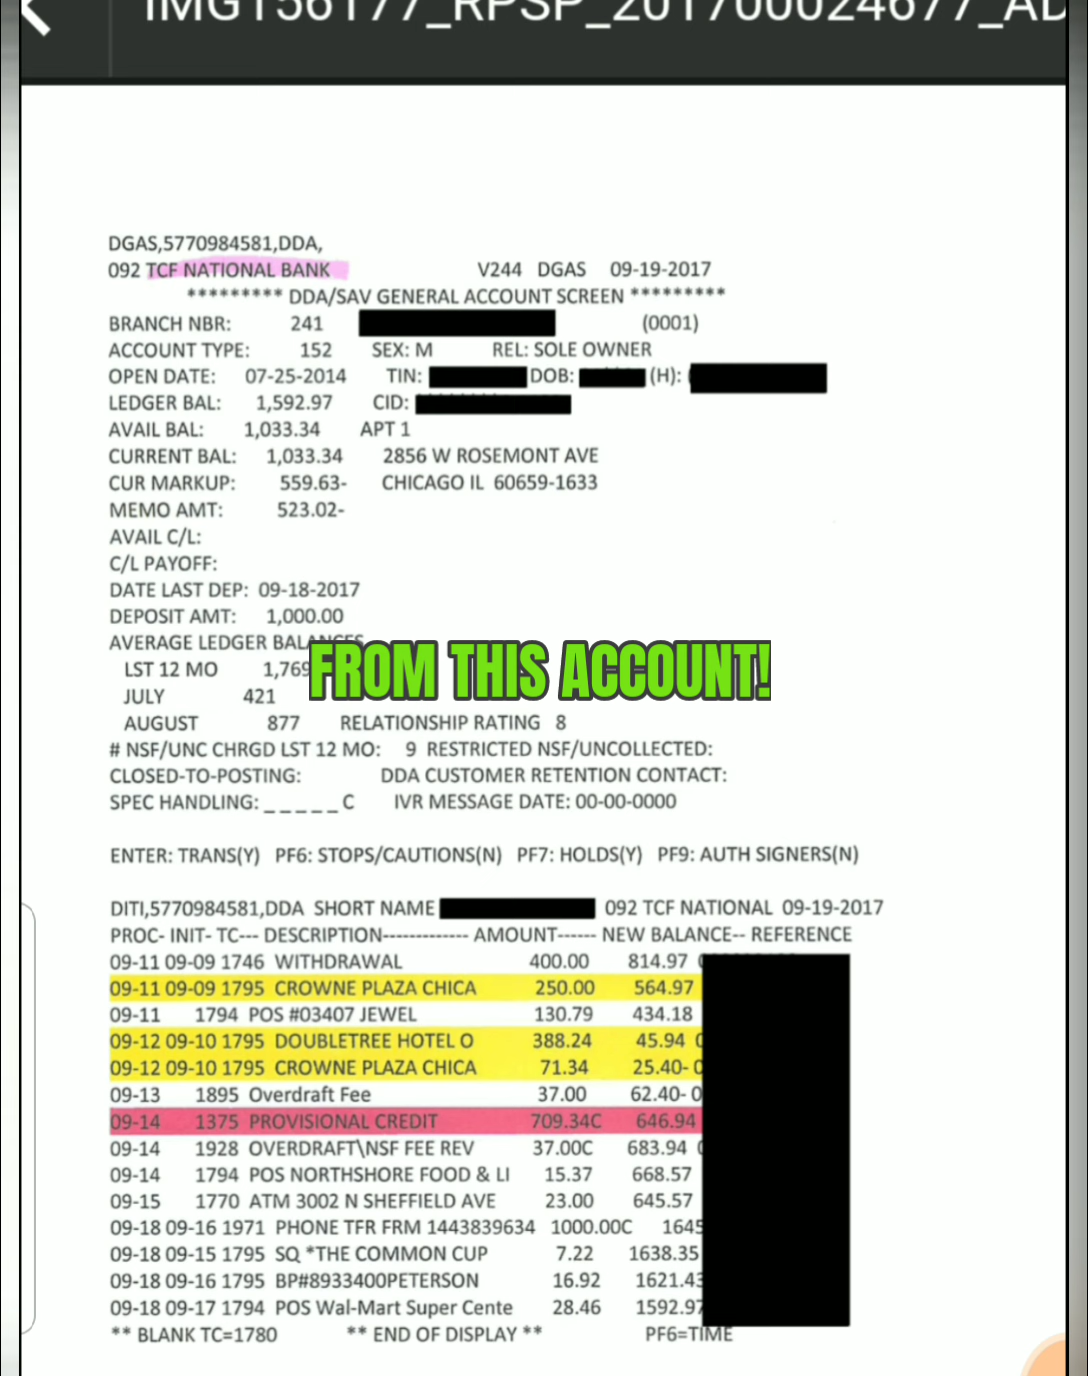 IMG156177_RPSP_201700024677_AD
DGAS,5770984581,DDA,
092 TCF NATIONAL BANK V244 DGAS 09-19-2017
********* DDA/SAV GENERAL ACCOUNT SCREEN *********
BRANCH NBR: 241 (0001)
ACCOUNT TYPE: 152 SEX: M REL: SOLE OWNER
OPEN DATE: 07-25-2014 TIN: DOB: (H):
LEDGER BAL: 1,592.97 CID:
AVAIL BAL: 1,033.34 APT 1
CURRENT BAL: 1,033.34 2856 W ROSEMONT AVE
CUR MARKUP: 559.63- CHICAGO IL 60659-1633
MEMO AMT: 523.02-
AVAIL C/L:
C/L PAYOFF:
DATE LAST DEP: 09-18-2017
DEPOSIT AMT: 1,000.00
AVERAGE LEDGER BALANCES
LST 12 MO 1,769
FROM THIS ACCOUNT!
JULY 421
AUGUST 877 RELATIONSHIP RATING 8
# NSF/UNC CHRGD LST 12 MO: 9 RESTRICTED NSF/UNCOLLECTED:
CLOSED-TO-POSTING: DDA CUSTOMER RETENTION CONTACT:
SPEC HANDLING: _ _ _ _ _ C IVR MESSAGE DATE: 00-00-0000
ENTER: TRANS(Y) PF6: STOPS/CAUTIONS(N) PF7: HOLDS(Y) PF9: AUTH SIGNERS(N)
DITI,5770984581,DDA SHORT NAME 092 TCF NATIONAL 09-19-2017
PROC- INIT- TC--- DESCRIPTION------------- AMOUNT------ NEW BALANCE-- REFERENCE
09-11 09-09 1746 WITHDRAWAL 400.00 814.97
09-11 09-09 1795 CROWNE PLAZA CHICA 250.00 564.97
09-11 1794 POS #03407 JEWEL 130.79 434.18
09-12 09-10 1795 DOUBLETREE HOTEL O 388.24 45.94
09-12 09-10 1795 CROWNE PLAZA CHICA 71.34 25.40-
09-13 1895 Overdraft Fee 37.00 62.40-
09-14 1375 PROVISIONAL CREDIT 709.34C 646.94
09-14 1928 OVERDRAFT\NSF FEE REV 37.00C 683.94
09-14 1794 POS NORTHSHORE FOOD & LI 15.37 668.57
09-15 1770 ATM 3002 N SHEFFIELD AVE 23.00 645.57
09-18 09-16 1971 PHONE TFR FRM 1443839634 1000.00C 1645
09-18 09-15 1795 SQ *THE COMMON CUP 7.22 1638.35
09-18 09-16 1795 BP#8933400PETERSON 16.92 1621.43
09-18 09-17 1794 POS Wal-Mart Super Cente 28.46 1592.97
** BLANK TC=1780 ** END OF DISPLAY ** PF6=TIME